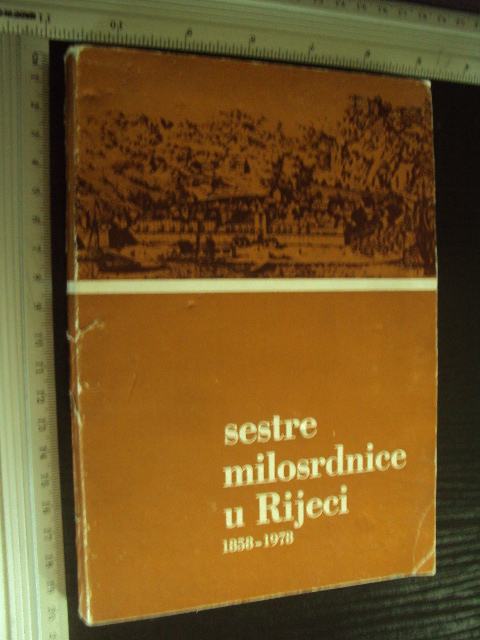 sestre
milosrdnice
u Rijeci
1858-1978